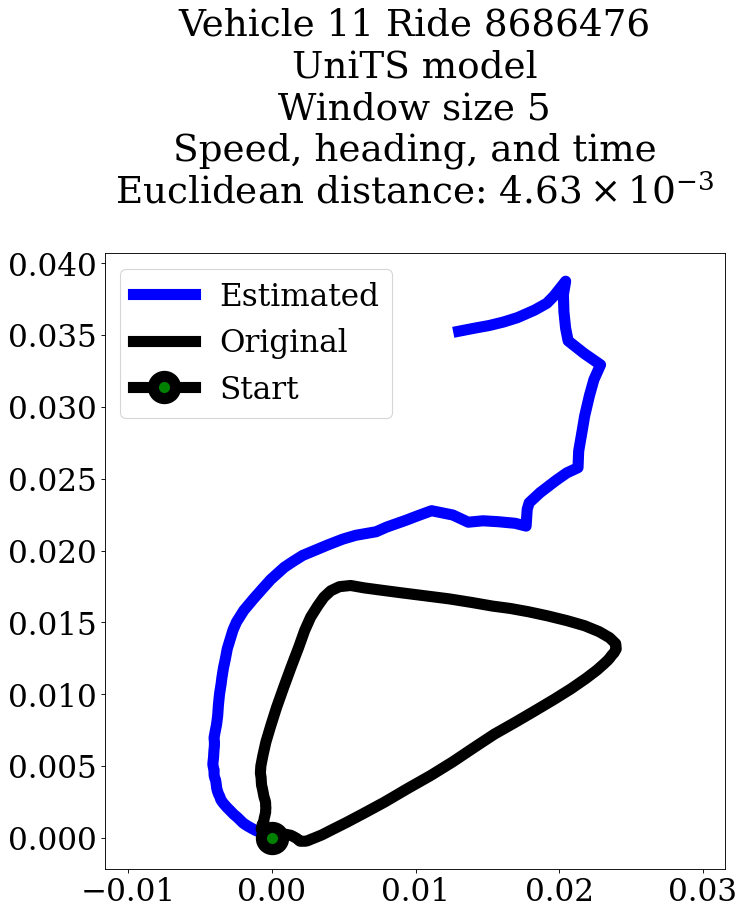 Vehicle 11 Ride 8686476
UniTS model
Window size 5
Speed, heading, and time
Euclidean distance: 4.63 × 10⁻³
0.040
0.035
0.030
0.025
0.020
0.015
0.010
0.005
0.000
Estimated
Original
Start
−0.01 0.00 0.01 0.02 0.03